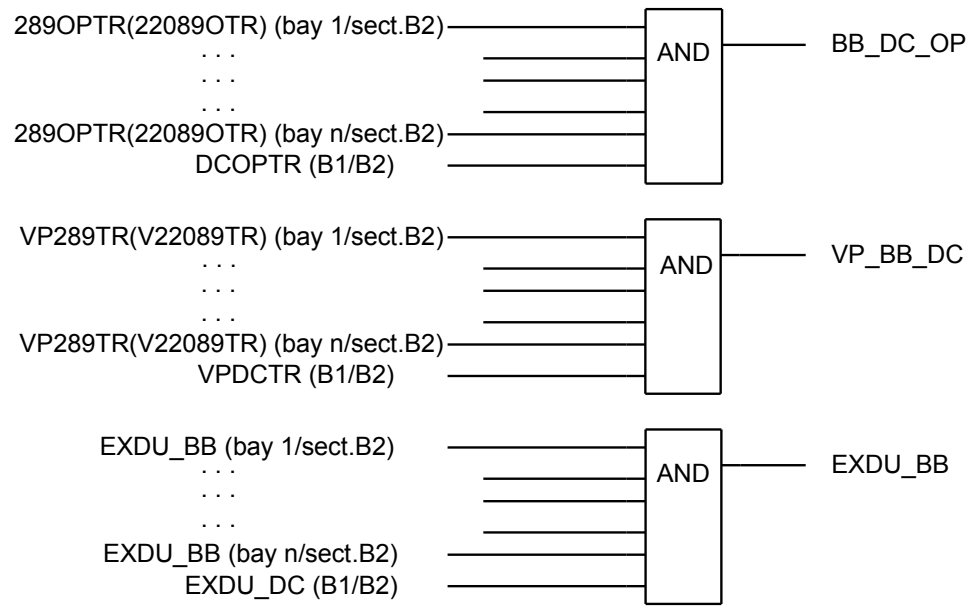 289OPTR(22089OTR) (bay 1/sect.B2)
. . .
. . .
. . .
289OPTR(22089OTR) (bay n/sect.B2)
DCOPTR (B1/B2)
AND
BB_DC_OP
VP289TR(V22089TR) (bay 1/sect.B2)
. . .
. . .
. . .
VP289TR(V22089TR) (bay n/sect.B2)
VPDCTR (B1/B2)
AND
VP_BB_DC
EXDU_BB (bay 1/sect.B2)
. . .
. . .
. . .
EXDU_BB (bay n/sect.B2)
EXDU_DC (B1/B2)
AND
EXDU_BB